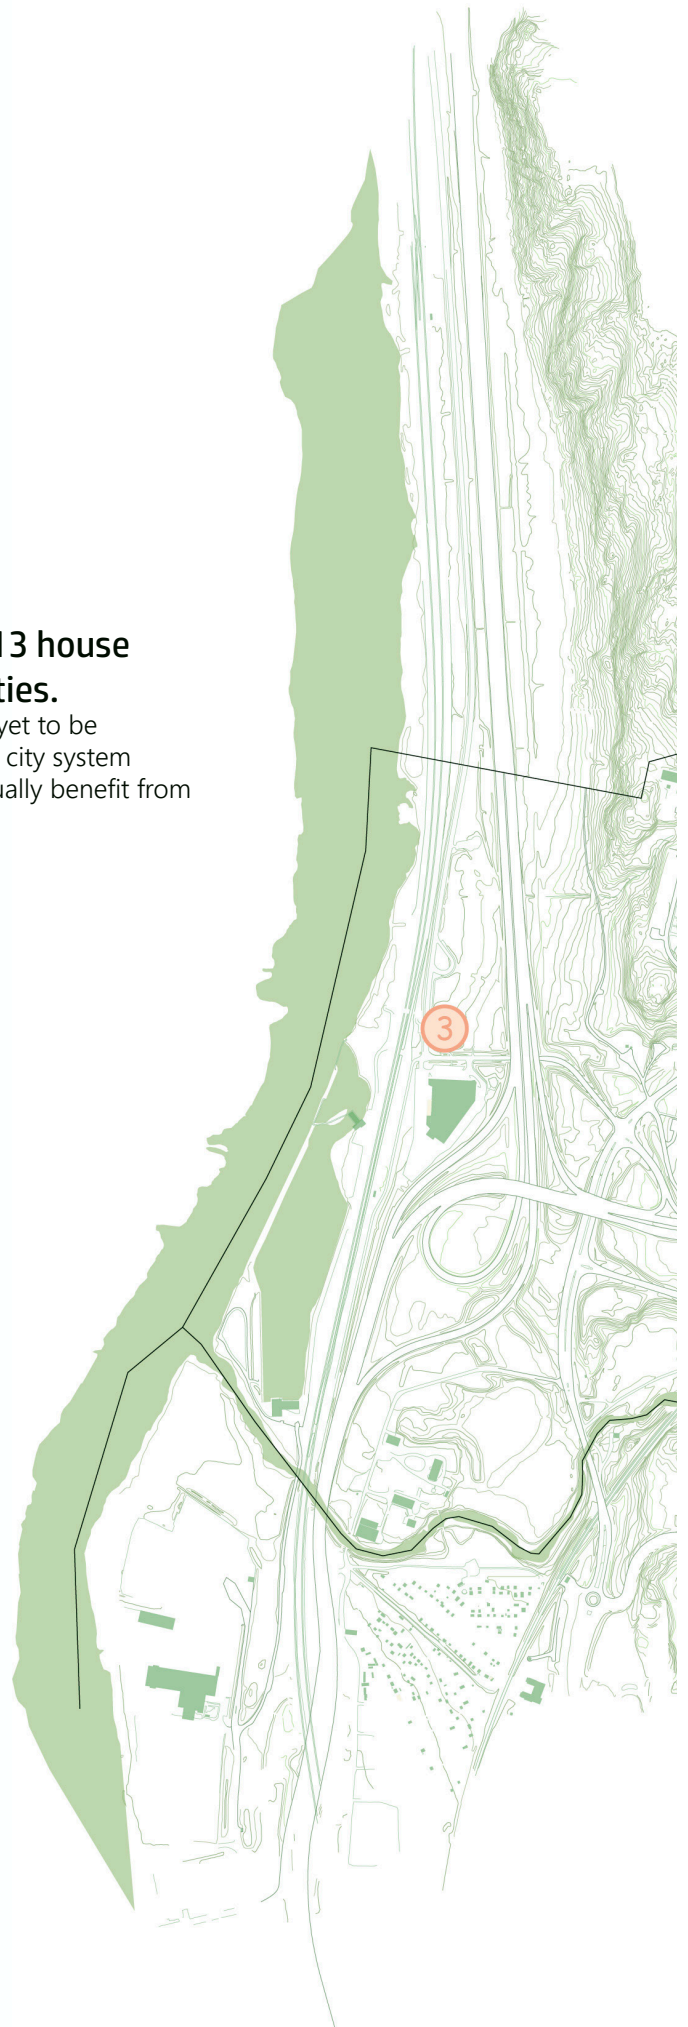 13 house
ties.
yet to be
city system
ually benefit from
3